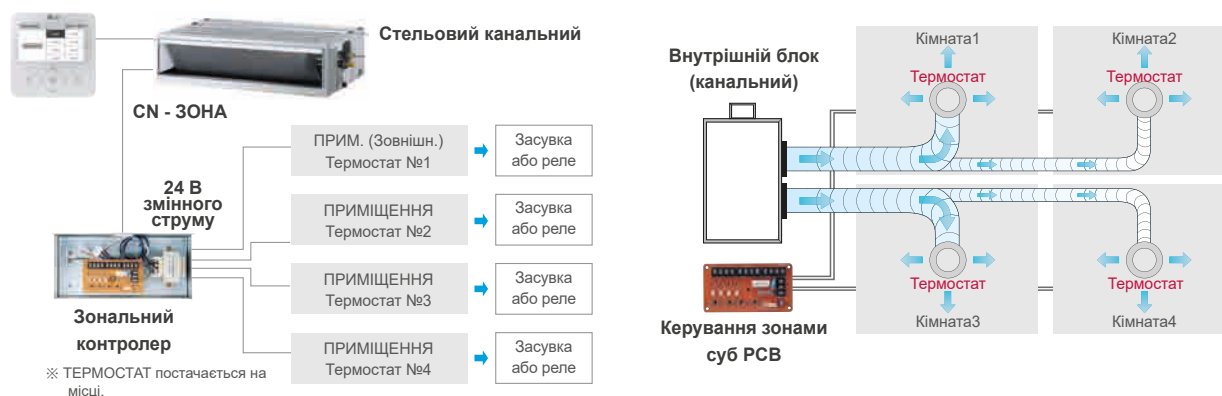 Стельовий канальний
CN - ЗОНА
24 В
змінного
струму
Зональний
контролер
※ ТЕРМОСТАТ постачається на
місці.
ПРИМ. (Зовнішн.)
Термостат №1
Засувка
або реле
ПРИМІЩЕННЯ
Термостат №2
Засувка
або реле
ПРИМІЩЕННЯ
Термостат №3
Засувка
або реле
ПРИМІЩЕННЯ
Термостат №4
Засувка
або реле
Внутрішній блок
(канальний)
Керування зонами
суб PCB
Кімната1
Термостат
Кімната2
Термостат
Термостат
Кімната3
Термостат
Кімната4